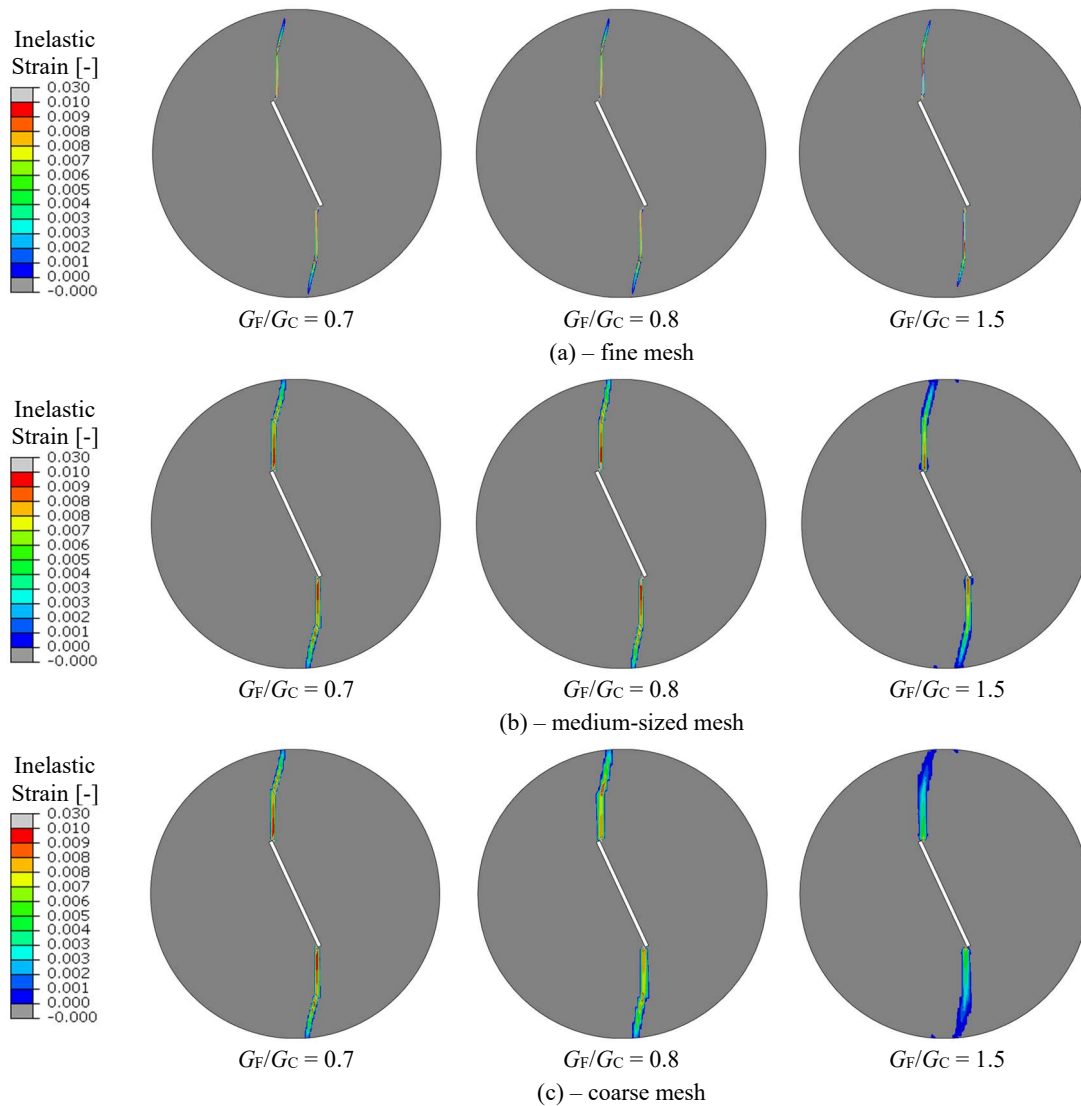 Inelastic
Strain [-]
0.030
0.010
0.009
0.008
0.007
0.006
0.005
0.004
0.003
0.003
0.002
0.001
0.000
-0.000
GF/GC = 0.7
GF/GC = 0.8
GF/GC = 1.5
(a) – fine mesh
Inelastic
Strain [-]
0.030
0.010
0.009
0.008
0.007
0.006
0.005
0.004
0.003
0.003
0.002
0.001
0.000
-0.000
GF/GC = 0.7
GF/GC = 0.8
GF/GC = 1.5
(b) – medium-sized mesh
Inelastic
Strain [-]
0.030
0.010
0.009
0.008
0.007
0.006
0.005
0.004
0.003
0.003
0.002
0.001
0.000
-0.000
GF/GC = 0.7
GF/GC = 0.8
GF/GC = 1.5
(c) – coarse mesh